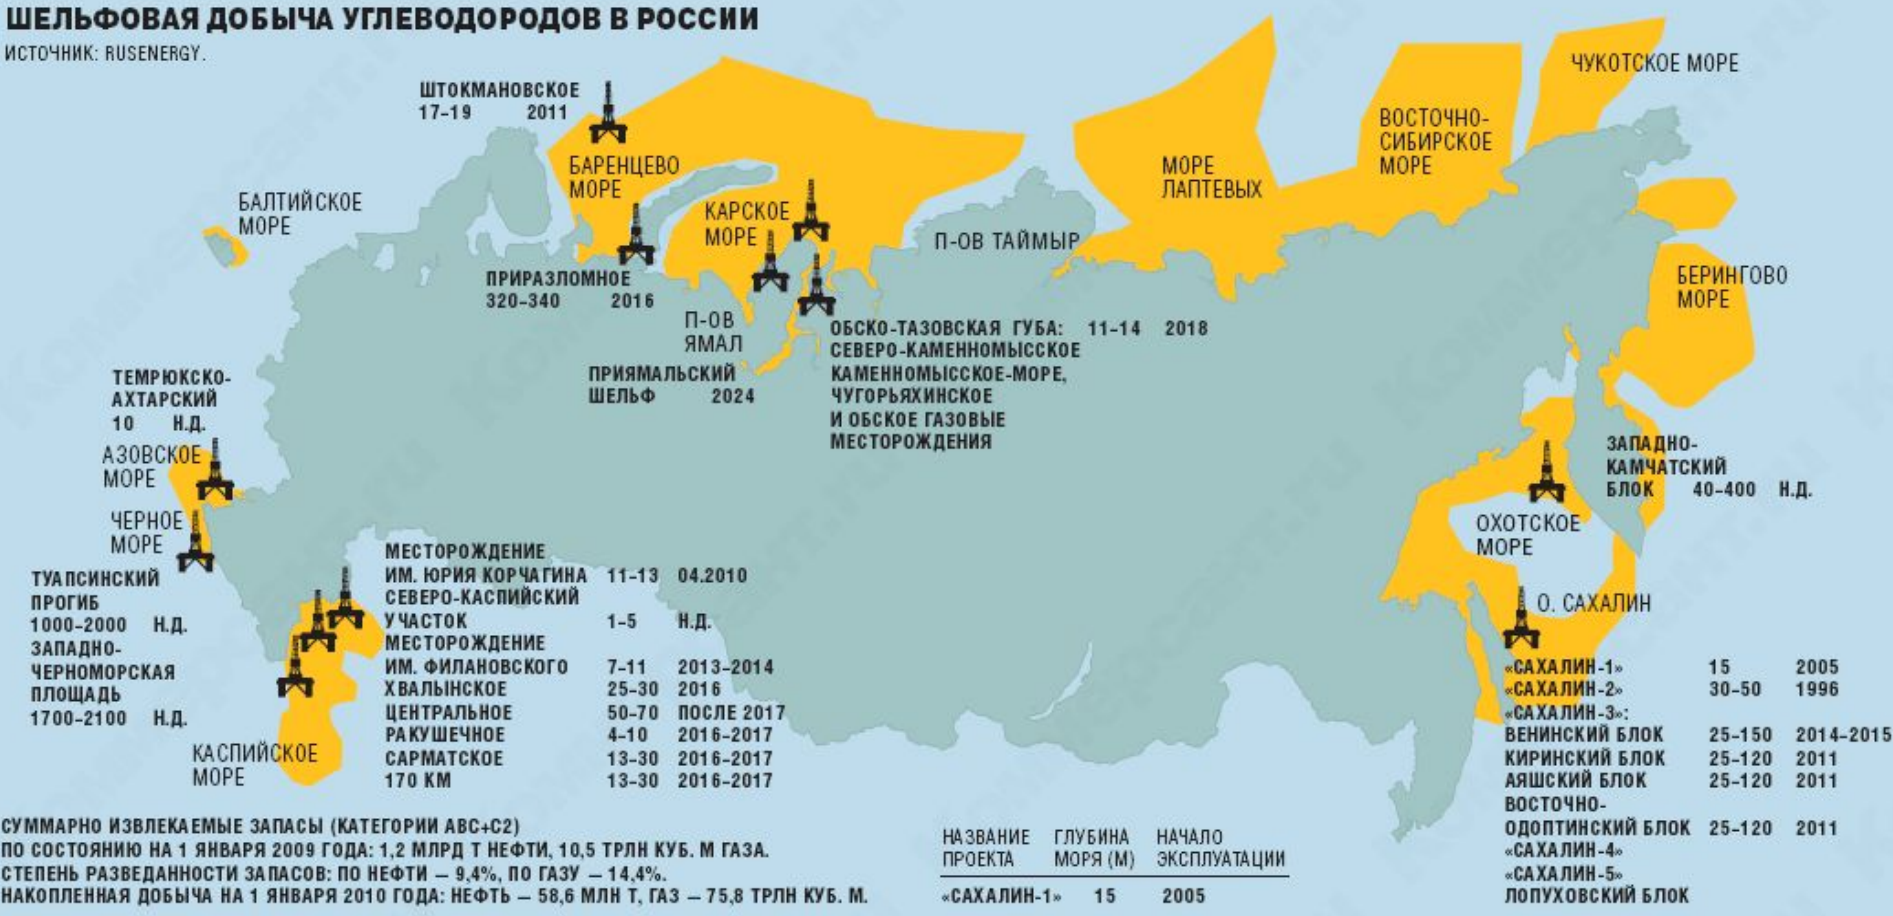 ШЕЛЬФОВАЯ ДОБЫЧА УГЛЕВОДОРОДОВ В РОССИИ
ИСТОЧНИК: RUSENERGY.
ШТОКМАНОВСКОЕ
17–19 2011
БАРЕНЦЕВО
МОРЕ
БАЛТИЙСКОЕ
МОРЕ
КАРСКОЕ
МОРЕ
П-ОВ ТАЙМЫР
МОРЕ
ЛАПТЕВЫХ
ВОСТОЧНО-
СИБИРСКОЕ
МОРЕ
ЧУКОТСКОЕ МОРЕ
БЕРИНГОВО
МОРЕ
ПРИРАЗЛОМНОЕ
320–340 2016
П-ОВ
ЯМАЛ
ПРИЯМАЛЬСКИЙ
ШЕЛЬФ 2024
ОБСКО-ТАЗОВСКАЯ ГУБА: 11–14 2018
СЕВЕРО-КАМЕННОМЫССКОЕ
КАМЕННОМЫССКОЕ-МОРЕ,
ЧУГОРЬЯХИНСКОЕ
И ОБСКОЕ ГАЗОВЫЕ
МЕСТОРОЖДЕНИЯ
ТЕМРЮКСКО-
АХТАРСКИЙ
10 Н.Д.
АЗОВСКОЕ
МОРЕ
ЧЕРНОЕ
МОРЕ
ТУАПСИНСКИЙ
ПРОГИБ
1000–2000 Н.Д.
ЗАПАДНО-
ЧЕРНОМОРСКАЯ
ПЛОЩАДЬ
1700–2100 Н.Д.
КАСПИЙСКОЕ
МОРЕ
МЕСТОРОЖДЕНИЕ
ИМ. ЮРИЯ КОРЧАГИНА 11–13 04.2010
СЕВЕРО-КАСПИЙСКИЙ
УЧАСТОК 1–5 Н.Д.
МЕСТОРОЖДЕНИЕ
ИМ. ФИЛАНОВСКОГО 7–11 2013–2014
ХВАЛЫНСКОЕ 25–30 2016
ЦЕНТРАЛЬНОЕ 50–70 ПОСЛЕ 2017
РАКУШЕЧНОЕ 4–10 2016–2017
САРМАТСКОЕ 13–30 2016–2017
170 КМ 13–30 2016–2017
ЗАПАДНО-
КАМЧАТСКИЙ
БЛОК 40–400 Н.Д.
ОХОТСКОЕ
МОРЕ
О. САХАЛИН
«САХАЛИН-1» 15 2005
«САХАЛИН-2» 30–50 1996
«САХАЛИН-3»:
ВЕНИНСКИЙ БЛОК 25–150 2014–2015
КИРИНСКИЙ БЛОК 25–120 2011
АЯШСКИЙ БЛОК 25–120 2011
ВОСТОЧНО-
ОДОПТИНСКИЙ БЛОК 25–120 2011
«САХАЛИН-4»
«САХАЛИН-5»
ЛОПУХОВСКИЙ БЛОК
СУММАРНО ИЗВЛЕКАЕМЫЕ ЗАПАСЫ (КАТЕГОРИИ АВС+С2)
ПО СОСТОЯНИЮ НА 1 ЯНВАРЯ 2009 ГОДА: 1,2 МЛРД Т НЕФТИ, 10,5 ТРЛН КУБ. М ГАЗА.
СТЕПЕНЬ РАЗВЕДАННОСТИ ЗАПАСОВ: ПО НЕФТИ — 9,4%, ПО ГАЗУ — 14,4%.
НАКОПЛЕННАЯ ДОБЫЧА НА 1 ЯНВАРЯ 2010 ГОДА: НЕФТЬ — 58,6 МЛН Т, ГАЗ — 75,8 ТРЛН КУБ. М.
НАЗВАНИЕ ГЛУБИНА НАЧАЛО
ПРОЕКТА МОРЯ (М) ЭКСПЛУАТАЦИИ
«САХАЛИН-1» 15 2005